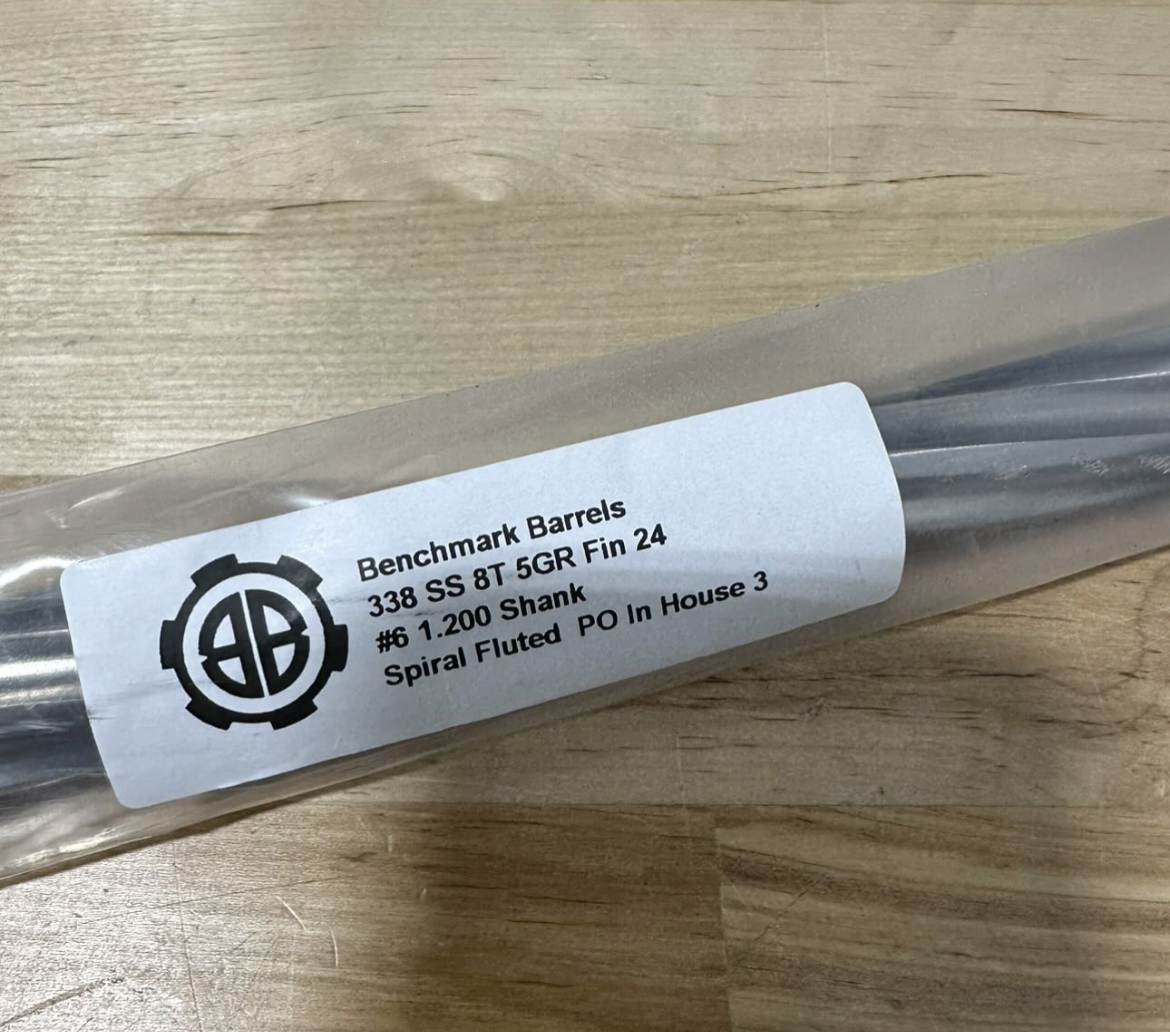 Benchmark Barrels
338 SS 8T 5GR Fin 24
#6 1.200 Shank
Spiral Fluted  PO In House 3